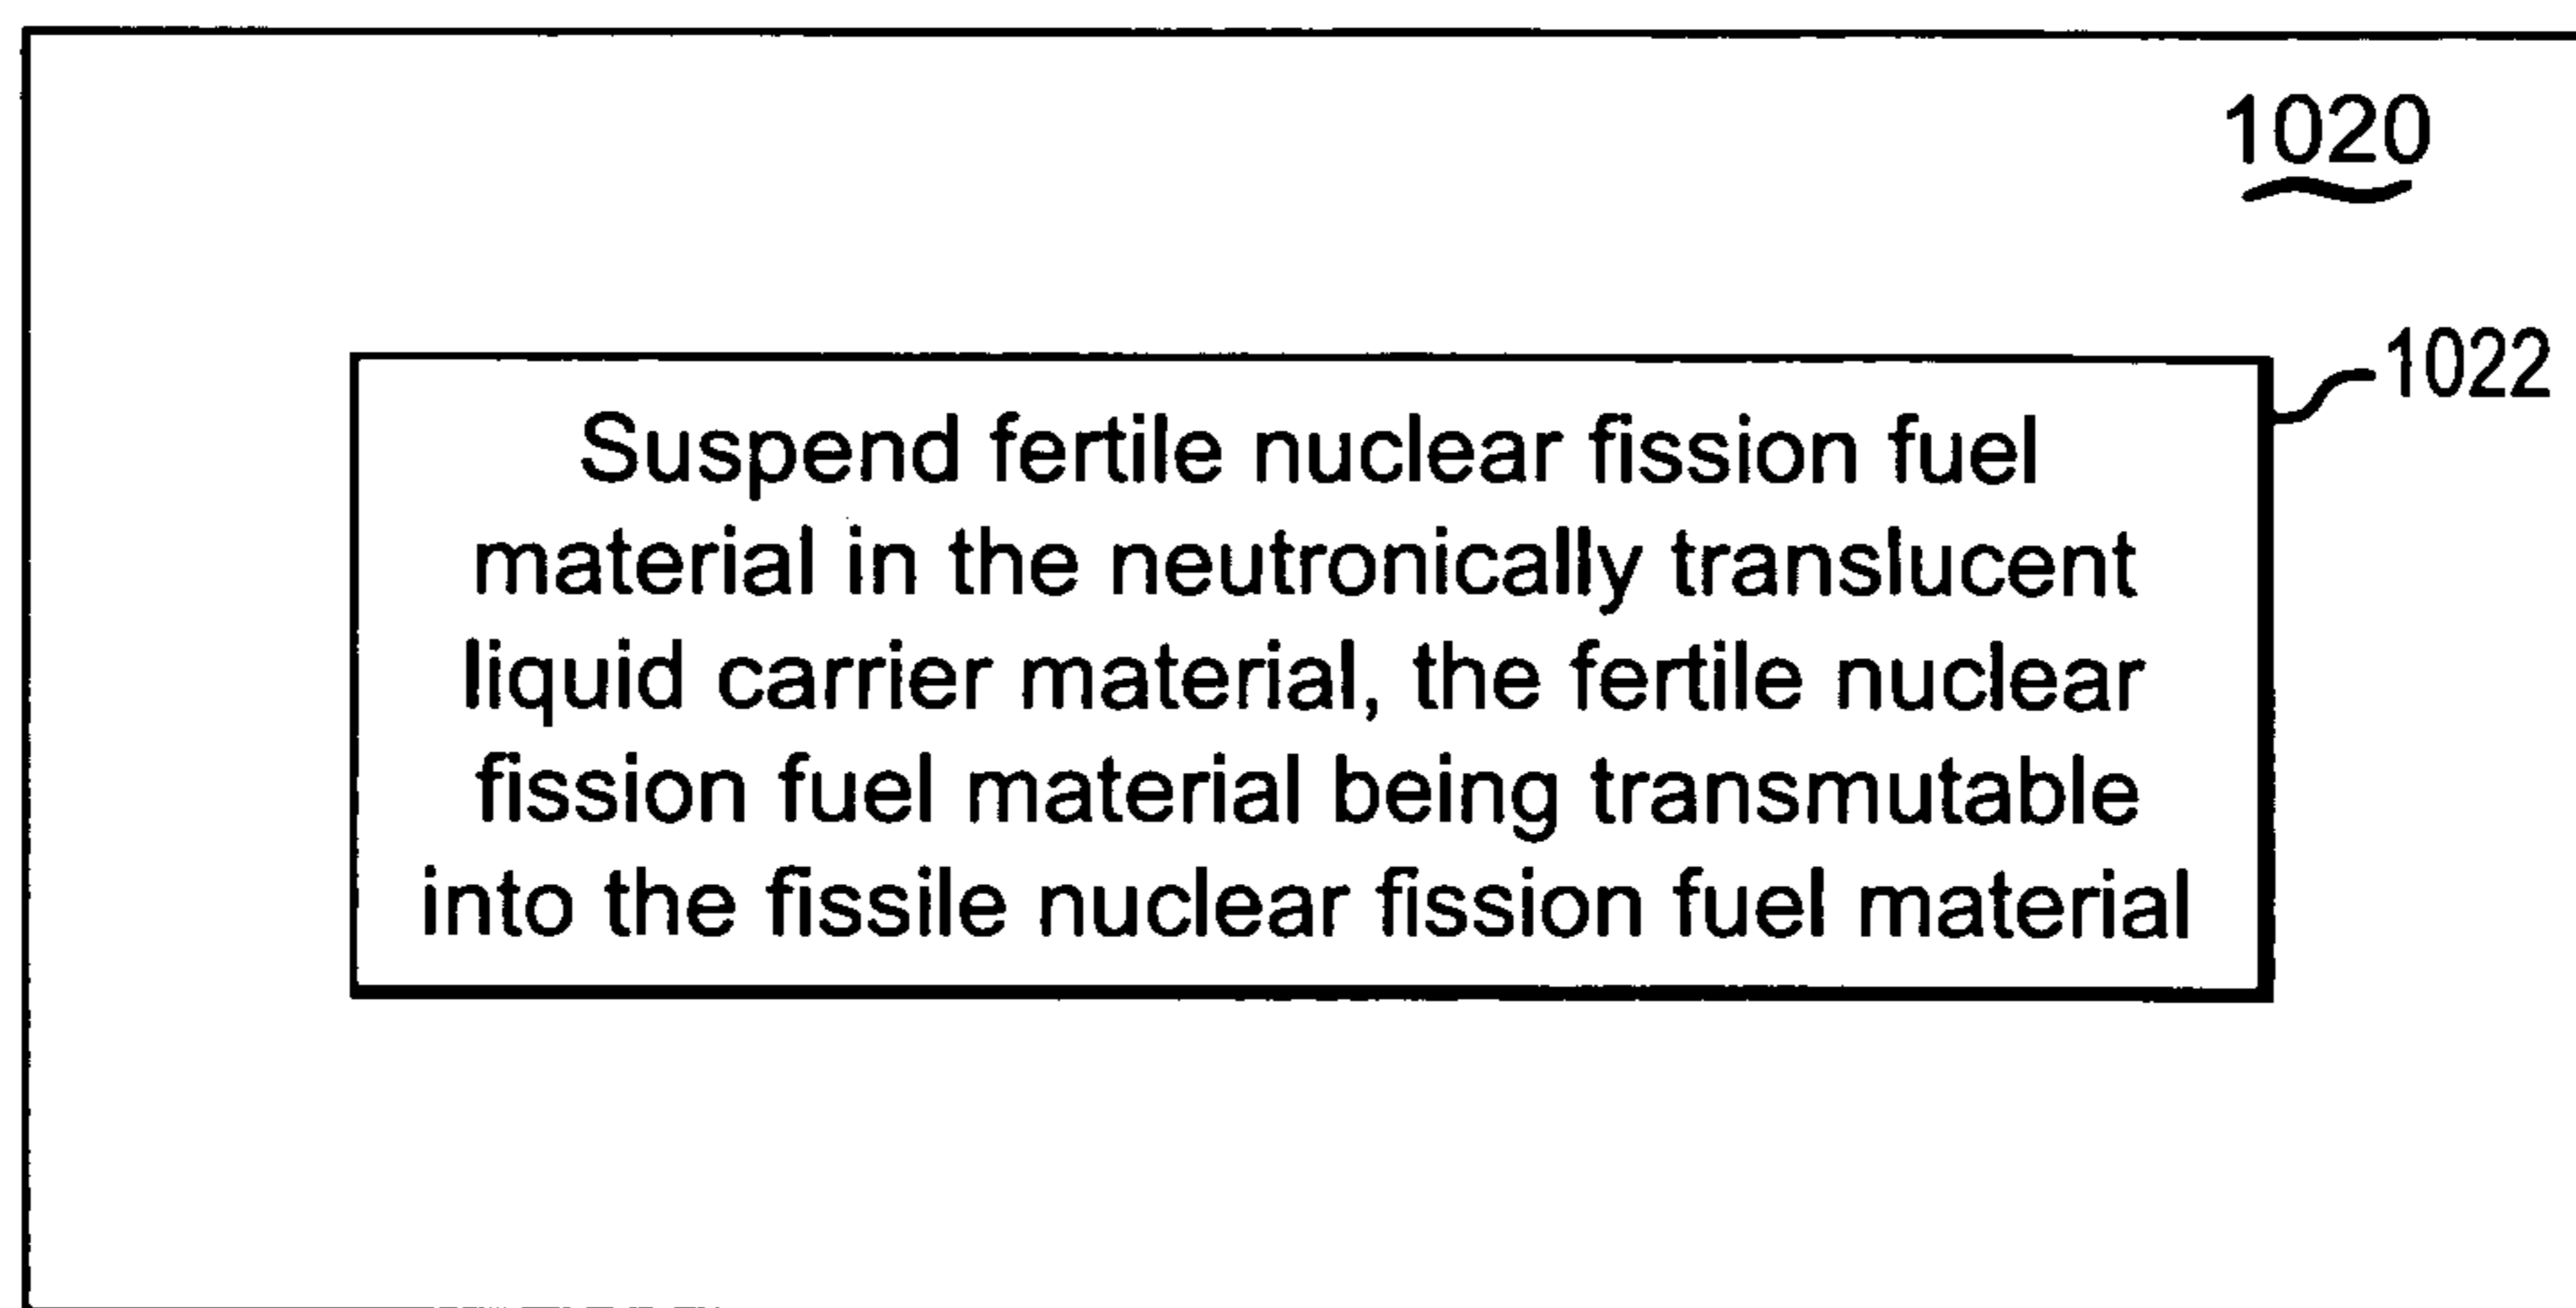 1020
1022
Suspend fertile nuclear fission fuel
material in the neutronically translucent
liquid carrier material, the fertile nuclear
fission fuel material being transmutable
into the fissile nuclear fission fuel material